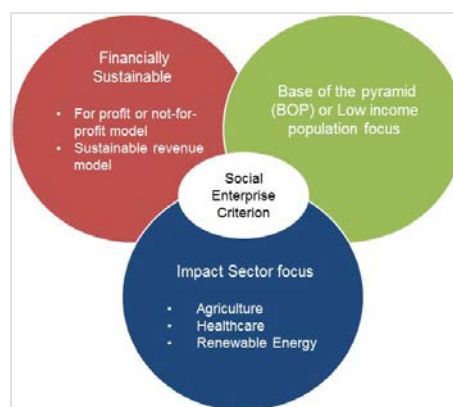 Financially
Sustainable
• For profit or not-for-
profit model
• Sustainable revenue
model
Base of the pyramid
(BOP) or Low income
population focus
Social
Enterprise
Criterion
Impact Sector focus
• Agriculture
• Healthcare
• Renewable Energy